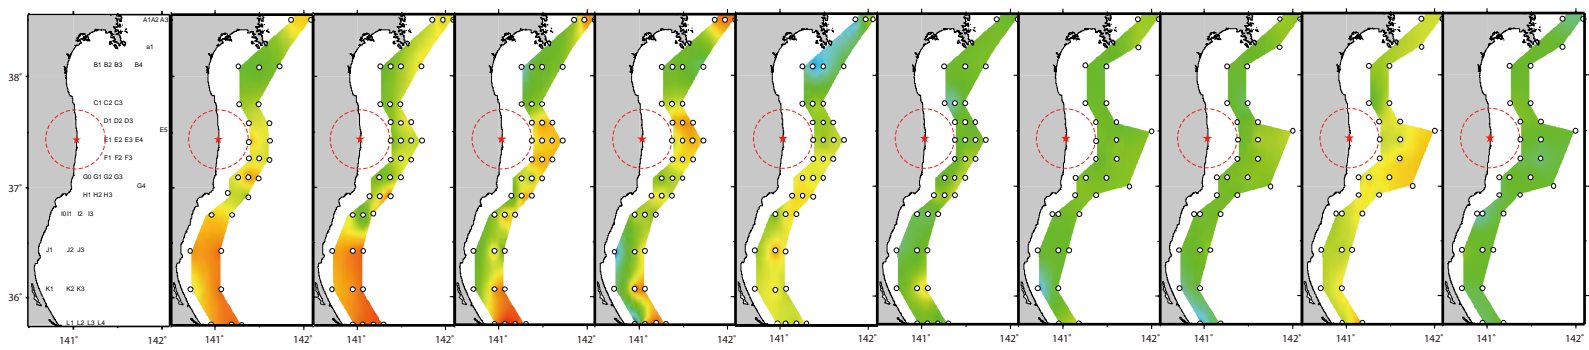 A1A2 A3
a1
B1 B2 B3 B4
38°
C1 C2 C3
D1 D2 D3
E5
E1 E2 E3 E4
F1 F2 F3
G0 G1 G2 G3
37°
G4
H1 H2 H3
I0I1 I2 I3
J1 J2 J3
K1 K2 K3
36°
L1 L2 L3 L4
141° 142° 141° 142° 141° 142° 141° 142° 141° 142° 141° 142° 141° 142° 141° 142° 141° 142° 141° 142° 141° 142°